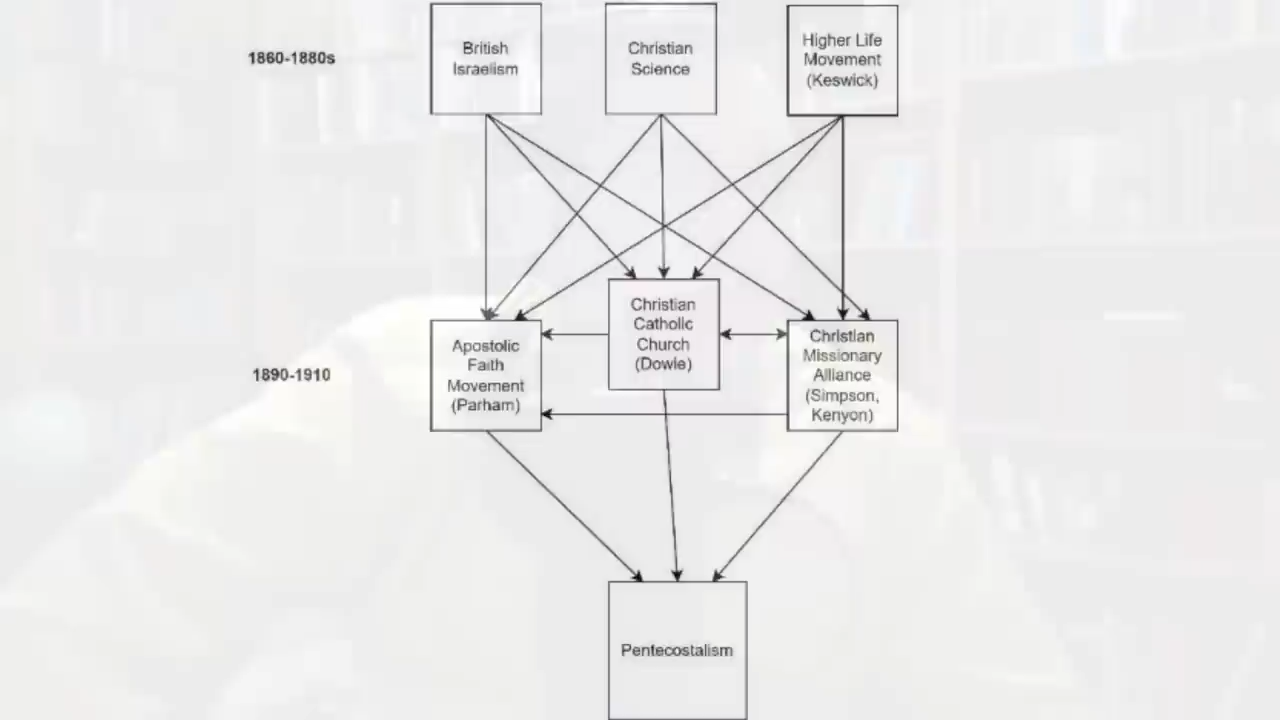 1860-1880s
British
Israelism
Christian
Science
Higher Life
Movement
(Keswick)
1890-1910
Apostolic
Faith
Movement
(Parham)
Christian
Catholic
Church
(Dowle)
Christian
Missionary
Alliance
(Simpson,
Kenyon)
Pentecostalism